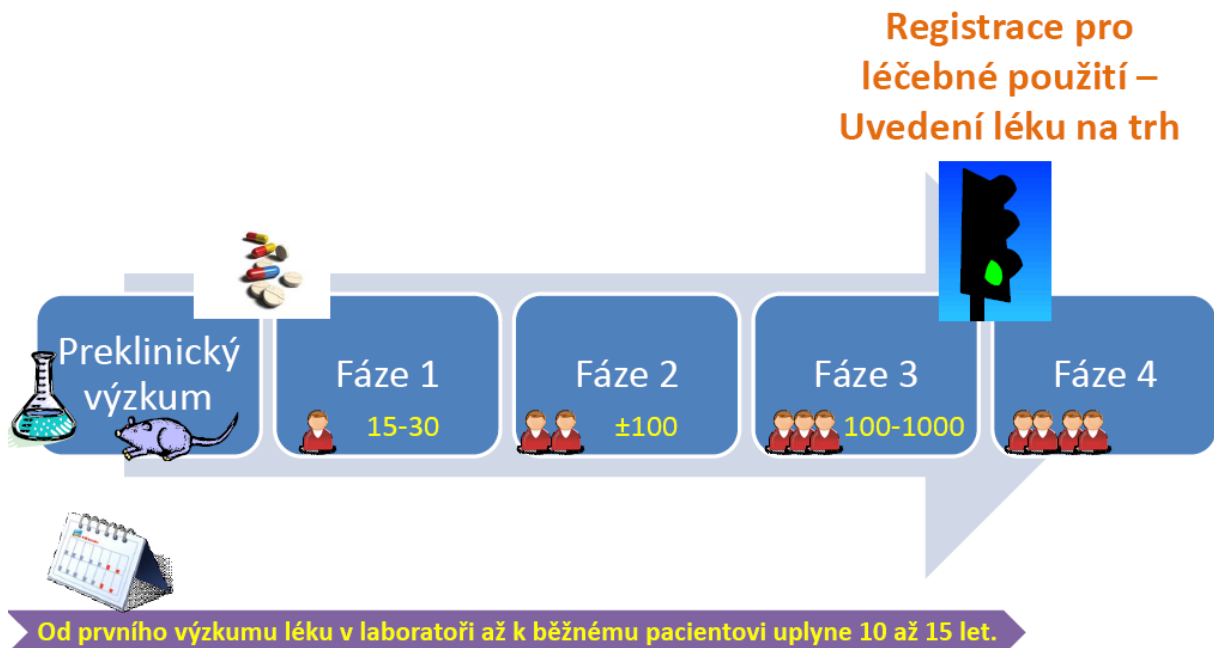 Registrace pro
léčebné použití –
Uvedení léku na trh
Preklinický
výzkum
Fáze 1
15-30
Fáze 2
±100
Fáze 3
100-1000
Fáze 4
Od prvního výzkumu léku v laboratoři až k běžnému pacientovi uplyne 10 až 15 let.